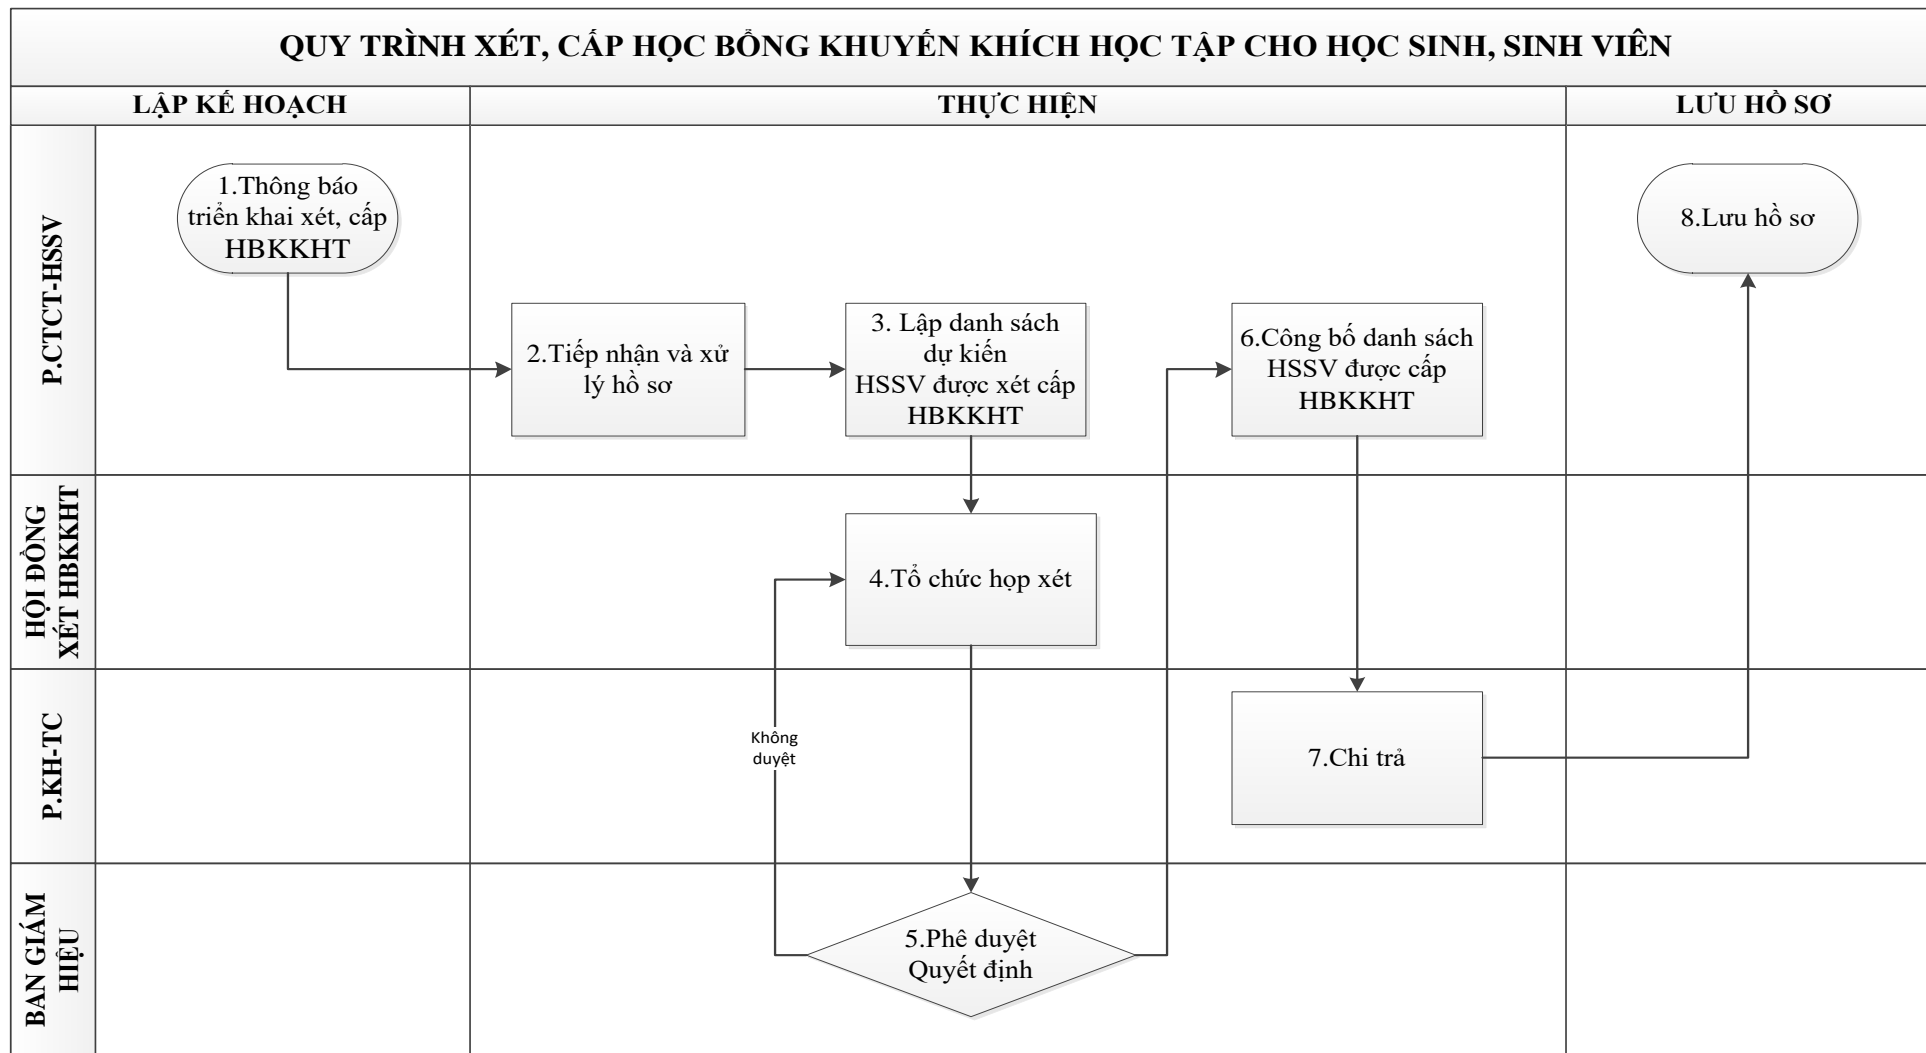 QUY TRÌNH XÉT, CẤP HỌC BỔNG KHUYẾN KHÍCH HỌC TẬP CHO HỌC SINH, SINH VIÊN
LẬP KẾ HOẠCH
THỰC HIỆN
LƯU HỒ SƠ
P.CTCT-HSSV
1.Thông báo
triển khai xét, cấp
HBKKHT
2.Tiếp nhận và xử
lý hồ sơ
3. Lập danh sách
dự kiến
HSSV được xét cấp
HBKKHT
6.Công bố danh sách
HSSV được cấp
HBKKHT
8.Lưu hồ sơ
HỘI ĐỒNG
XÉT HBKKHT
4.Tổ chức họp xét
P.KH-TC
Không
duyệt
7.Chi trả
BAN GIÁM
HIỆU
5.Phê duyệt
Quyết định